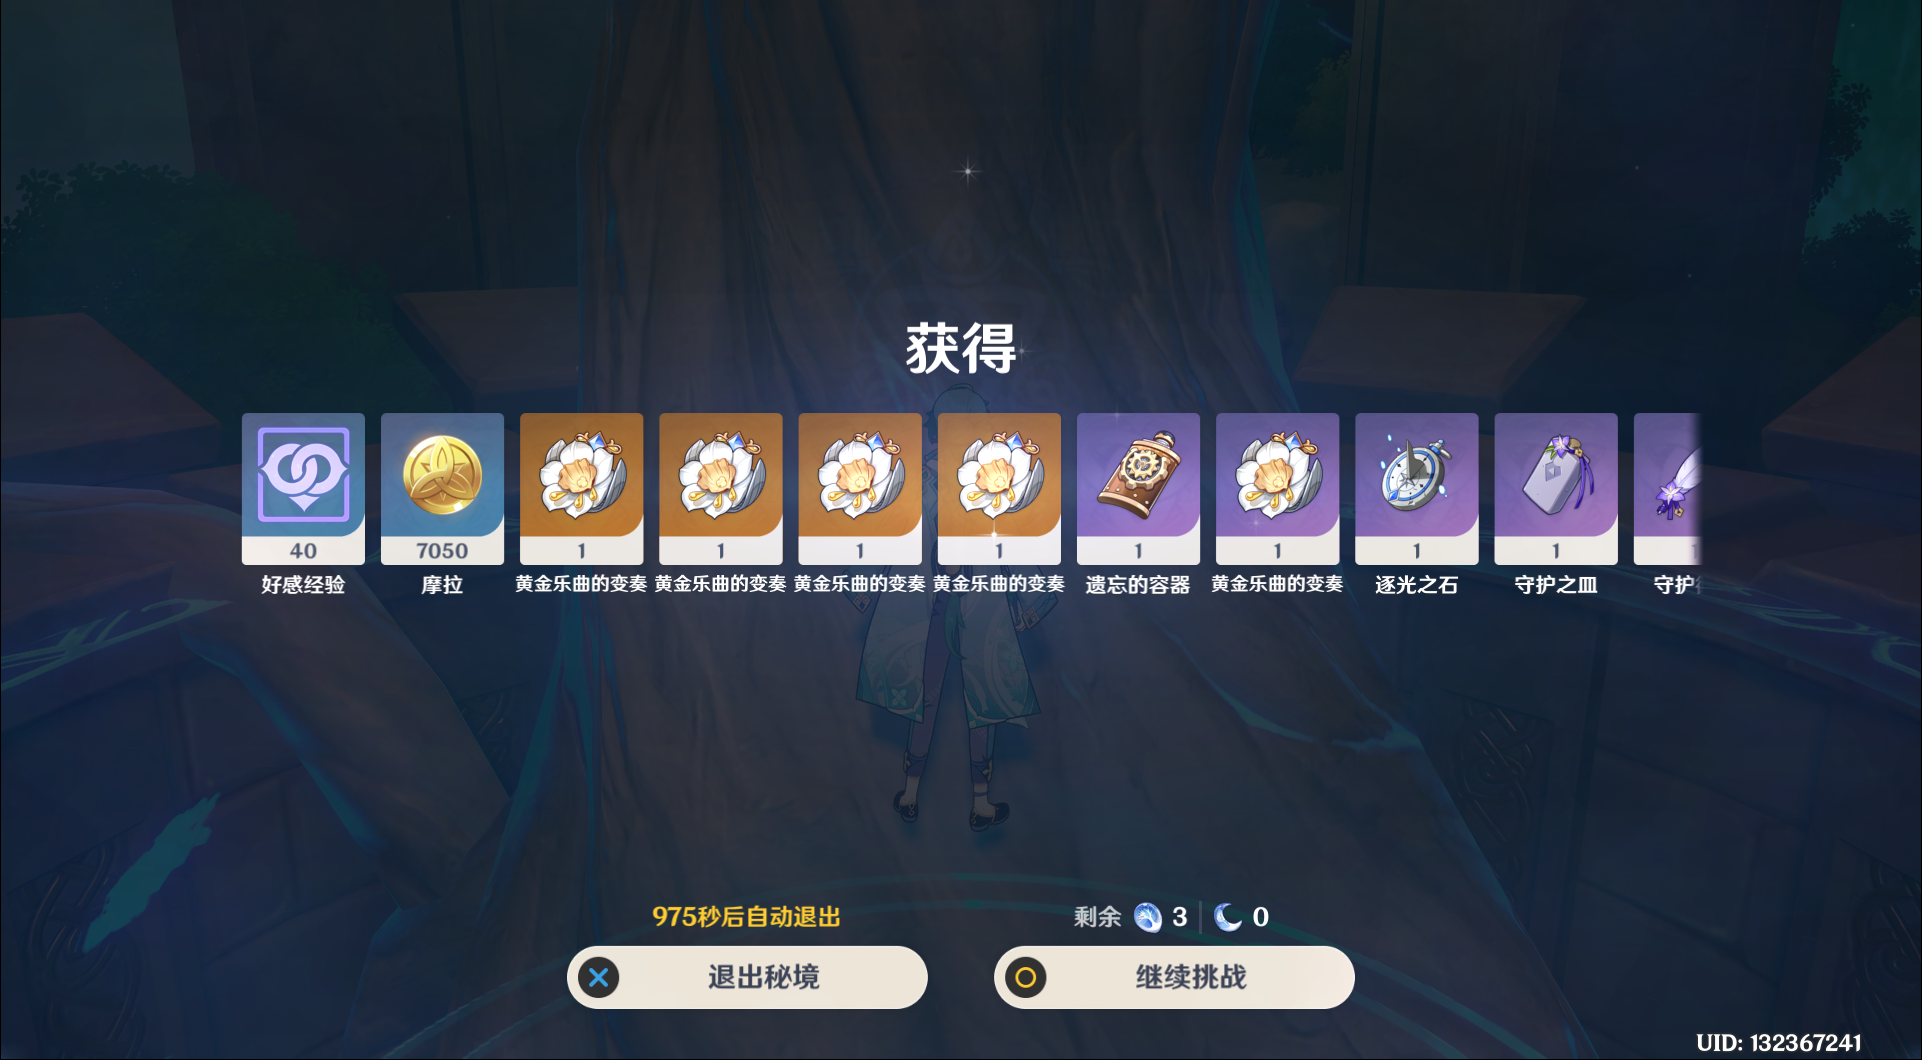 获得
40
7050
1
1
1
1
1
1
1
1
好感经验
摩拉
黄金乐曲的变奏
黄金乐曲的变奏
黄金乐曲的变奏
黄金乐曲的变奏
遗忘的容器
黄金乐曲的变奏
逐光之石
守护之皿
守护
975秒后自动退出
剩余 3 0
退出秘境
继续挑战
UID: 132367241